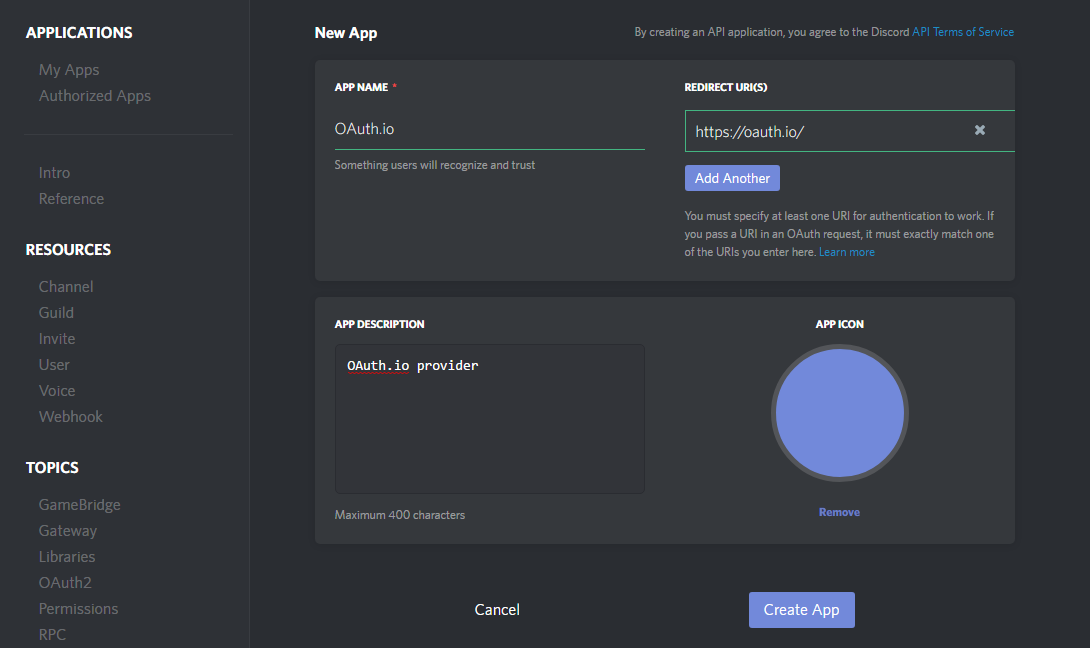 APPLICATIONS
My Apps
Authorized Apps
Intro
Reference
RESOURCES
Channel
Guild
Invite
User
Voice
Webhook
TOPICS
GameBridge
Gateway
Libraries
OAuth2
Permissions
RPC
New App
By creating an API application, you agree to the Discord API Terms of Service
APP NAME *
OAuth.io
Something users will recognize and trust
REDIRECT URI(S)
https://oauth.io/
Add Another
You must specify at least one URI for authentication to work. If
you pass a URI in an OAuth request, it must exactly match one
of the URIs you enter here. Learn more
APP DESCRIPTION
OAuth.io provider
Maximum 400 characters
APP ICON
Remove
Cancel
Create App